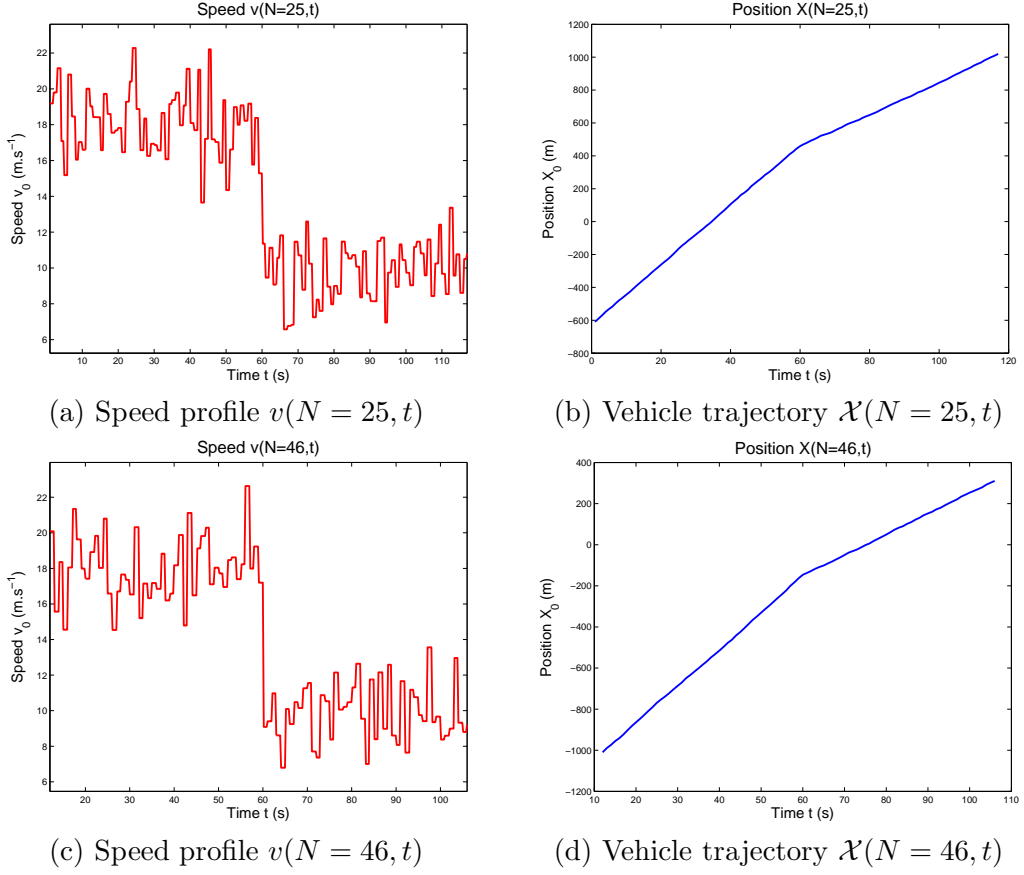 Speed v(N=25,t)
22
20
18
16
14
12
10
8
6
Speed v_0 (m.s^{-1})
10 20 30 40 50 60 70 80 90 100 110
Time t (s)
(a) Speed profile v(N = 25, t)
Position X(N=25,t)
1200
1000
800
600
400
200
0
−200
−400
−600
−800
Position X_0 (m)
0 20 40 60 80 100 120
Time t (s)
(b) Vehicle trajectory 𝒳(N = 25, t)
Speed v(N=46,t)
22
20
18
16
14
12
10
8
6
Speed v_0 (m.s^{-1})
20 30 40 50 60 70 80 90 100
Time t (s)
(c) Speed profile v(N = 46, t)
Position X(N=46,t)
400
200
0
−200
−400
−600
−800
−1000
−1200
Position X_0 (m)
10 20 30 40 50 60 70 80 90 100 110
Time t (s)
(d) Vehicle trajectory 𝒳(N = 46, t)